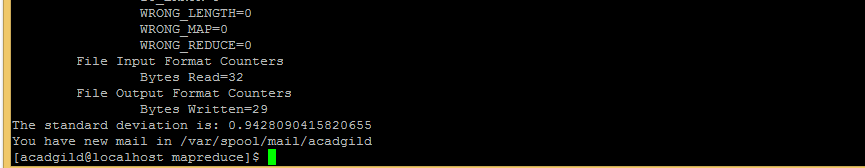 WRONG_LENGTH=0
WRONG_MAP=0
WRONG_REDUCE=0
File Input Format Counters
Bytes Read=32
File Output Format Counters
Bytes Written=29
The standard deviation is: 0.9428090415820655
You have new mail in /var/spool/mail/acadgild
[acadgild@localhost mapreduce]$